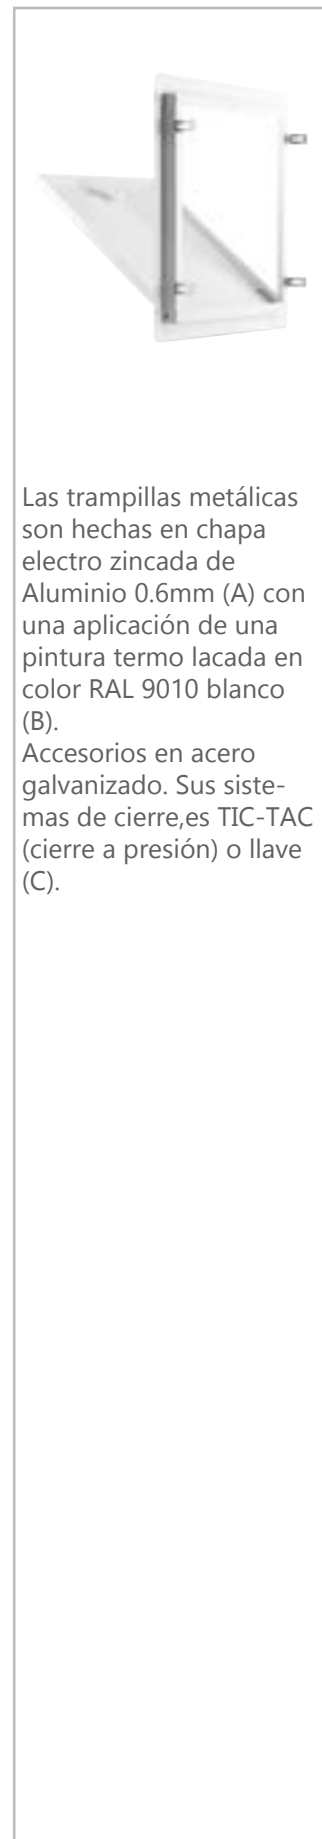 Las trampillas metálicas
son hechas en chapa
electro zincada de
Aluminio 0.6mm (A) con
una aplicación de una
pintura termo lacada en
color RAL 9010 blanco
(B).
Accesorios en acero
galvanizado. Sus siste-
mas de cierre,es TIC-TAC
(cierre a presión) o llave
(C).